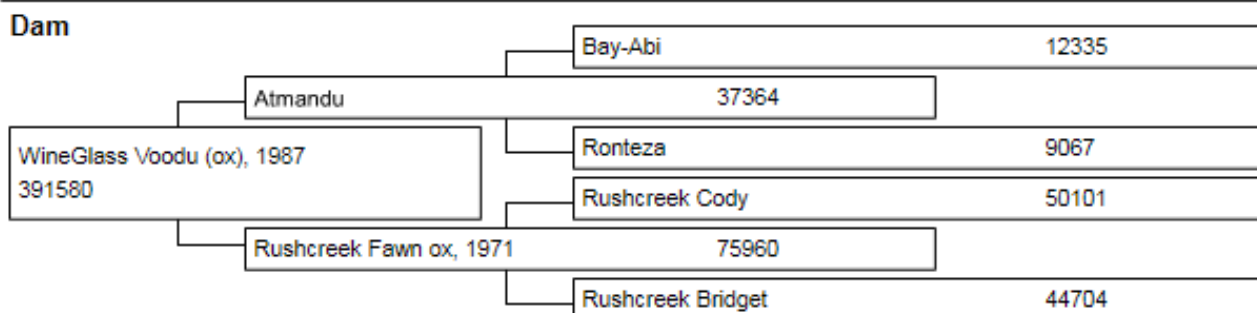 Dam
Bay-Abi 12335
Atmandu 37364
WineGlass Voodu (ox), 1987
391580
Ronteza 9067
Rushcreek Cody 50101
Rushcreek Fawn ox, 1971 75960
Rushcreek Bridget 44704